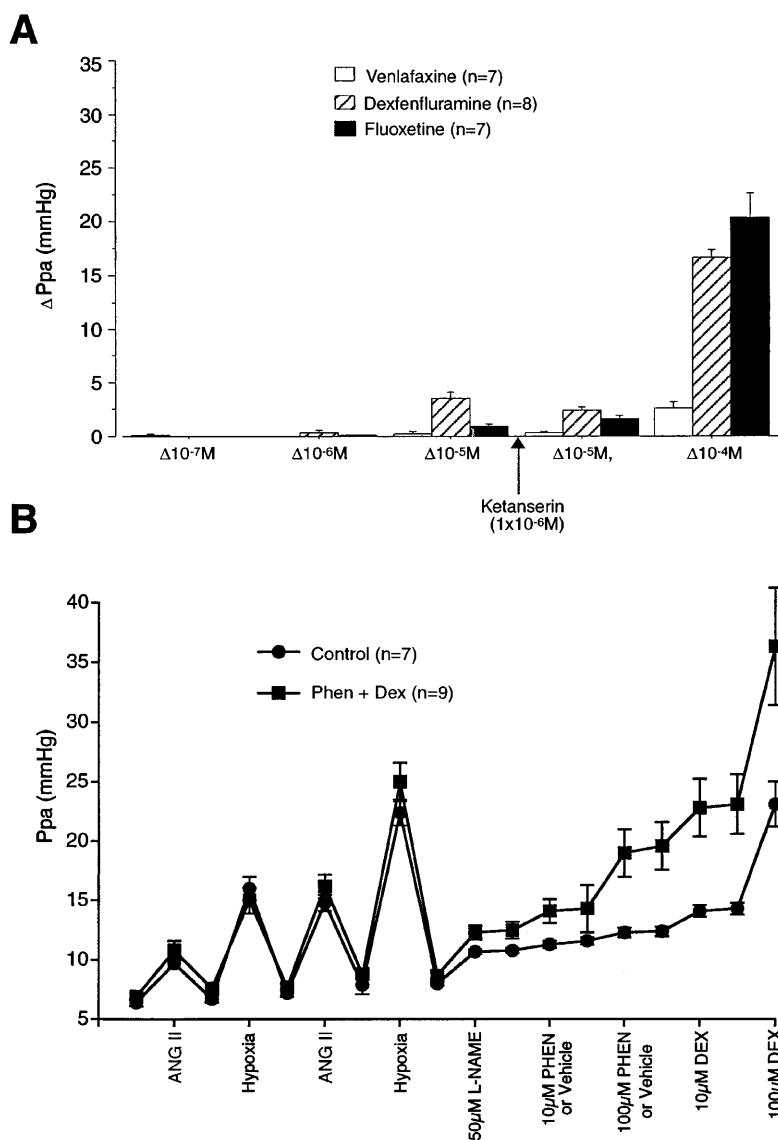 A
35
30
25
20
15
10
5
0
Δ Ppa (mmHg)
Venlafaxine (n=7)
Dexfenfluramine (n=8)
Fluoxetine (n=7)
Δ10⁻⁷M
Δ10⁻⁶M
Δ10⁻⁵M
Δ10⁻⁵M,
Δ10⁻⁴M
Ketanserin
(1x10⁻⁶M)
B
40
35
30
25
20
15
10
5
Ppa (mmHg)
Control (n=7)
Phen + Dex (n=9)
ANG II
Hypoxia
ANG II
Hypoxia
50µM L-NAME
10µM PHEN
or Vehicle
100µM PHEN
or Vehicle
10µM DEX
100µM DEX